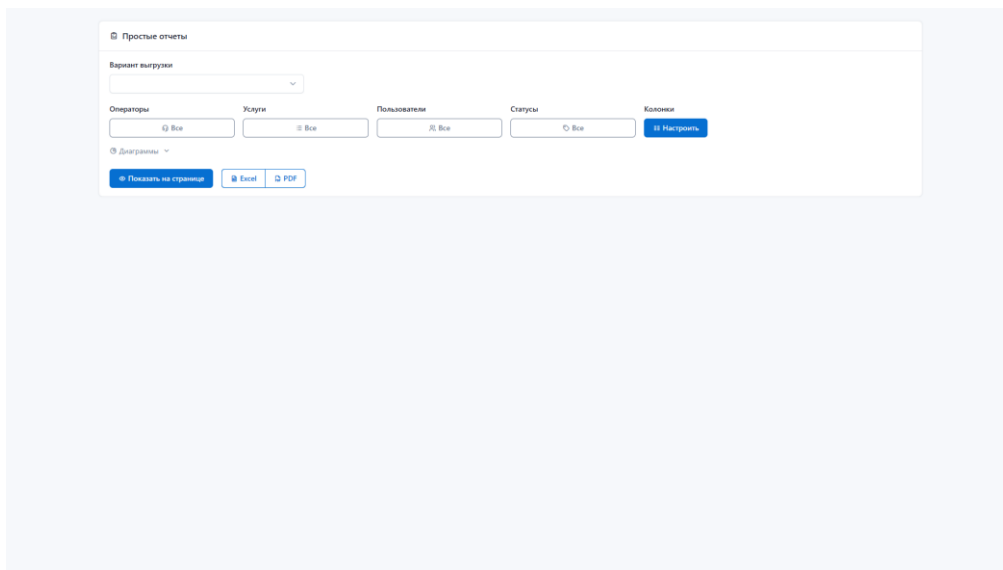 Простые отчеты
Вариант выгрузки
Операторы Услуги Пользователи Статусы Колонки
Все Все Все Все Настроить
Диаграммы
Показать на странице Excel PDF